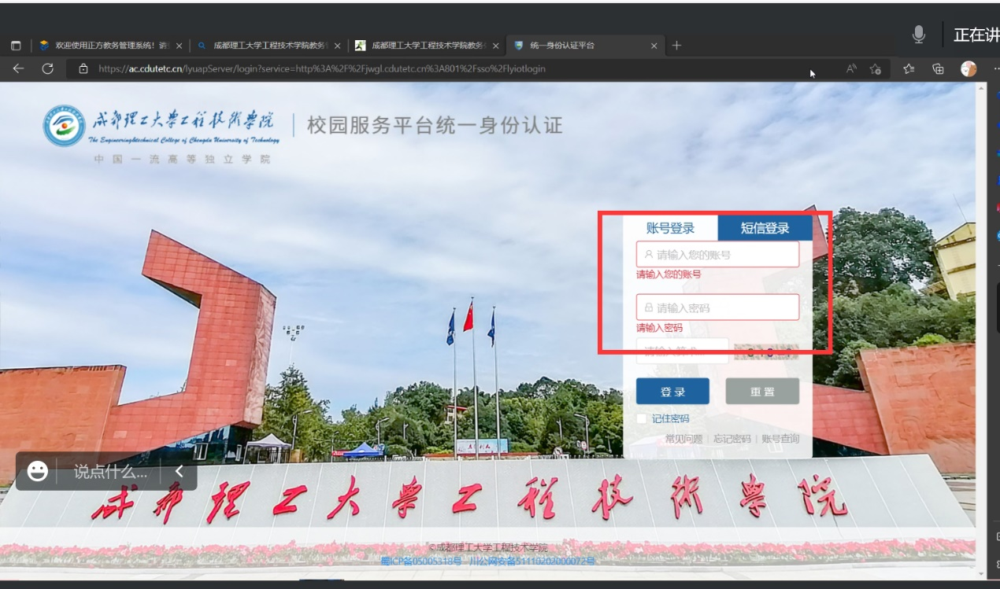 正在讲
欢迎使用正方教务管理系统！请
成都理工大学工程技术学院教务
成都理工大学工程技术学院教务
统一身份认证平台
https://ac.cdutetc.cn/lyuapServer/login?service=http%3A%2F%2Fjwgl.cdutetc.cn%3A801%2Fsso%2Flyiotlogin
成都理工大学工程技術學院
The Engineering&technical College of Chengdu University of Technology
中国一流高等独立学院
校园服务平台统一身份认证
账号登录 短信登录
请输入您的账号
请输入您的账号
请输入密码
请输入密码
登录 重置
记住密码
常见问题 | 忘记密码 | 账号查询
说点什么...
成都理工大學工程技術學院
©成都理工大学工程技术学院
蜀ICP备05005318号 川公网安备51110202000072号